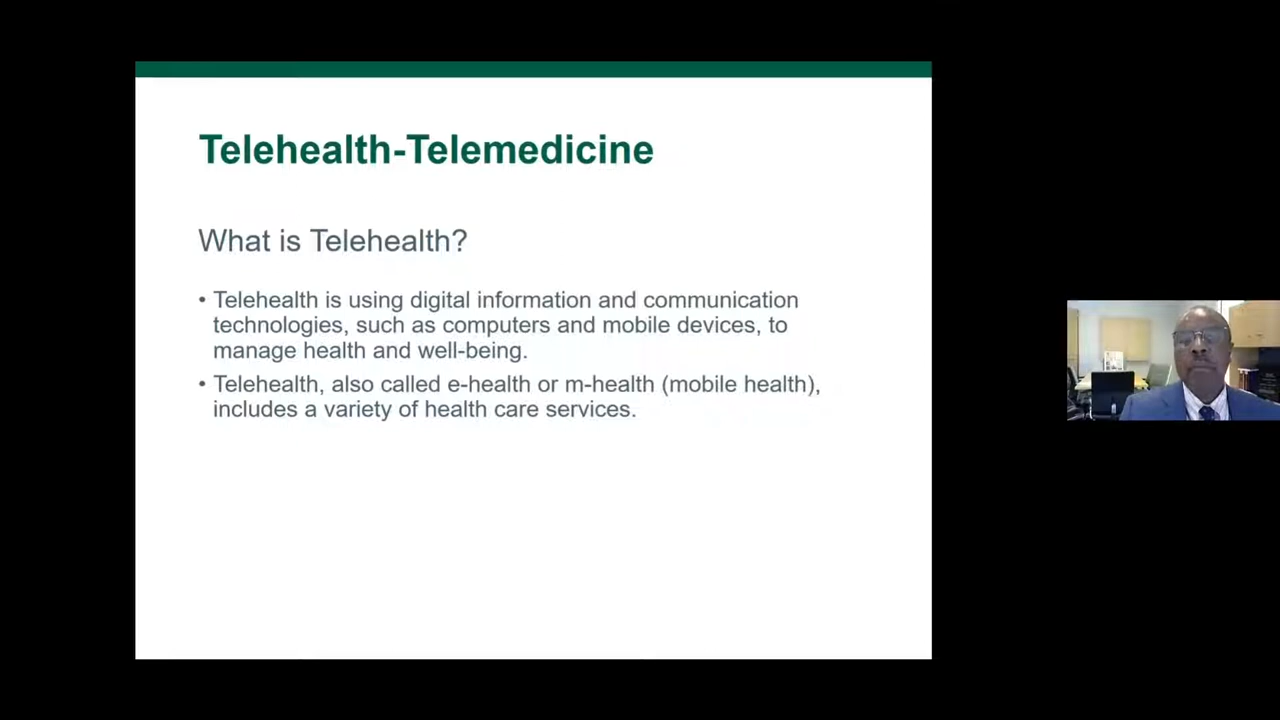 Telehealth-Telemedicine
What is Telehealth?
• Telehealth is using digital information and communication
technologies, such as computers and mobile devices, to
manage health and well-being.
• Telehealth, also called e-health or m-health (mobile health),
includes a variety of health care services.